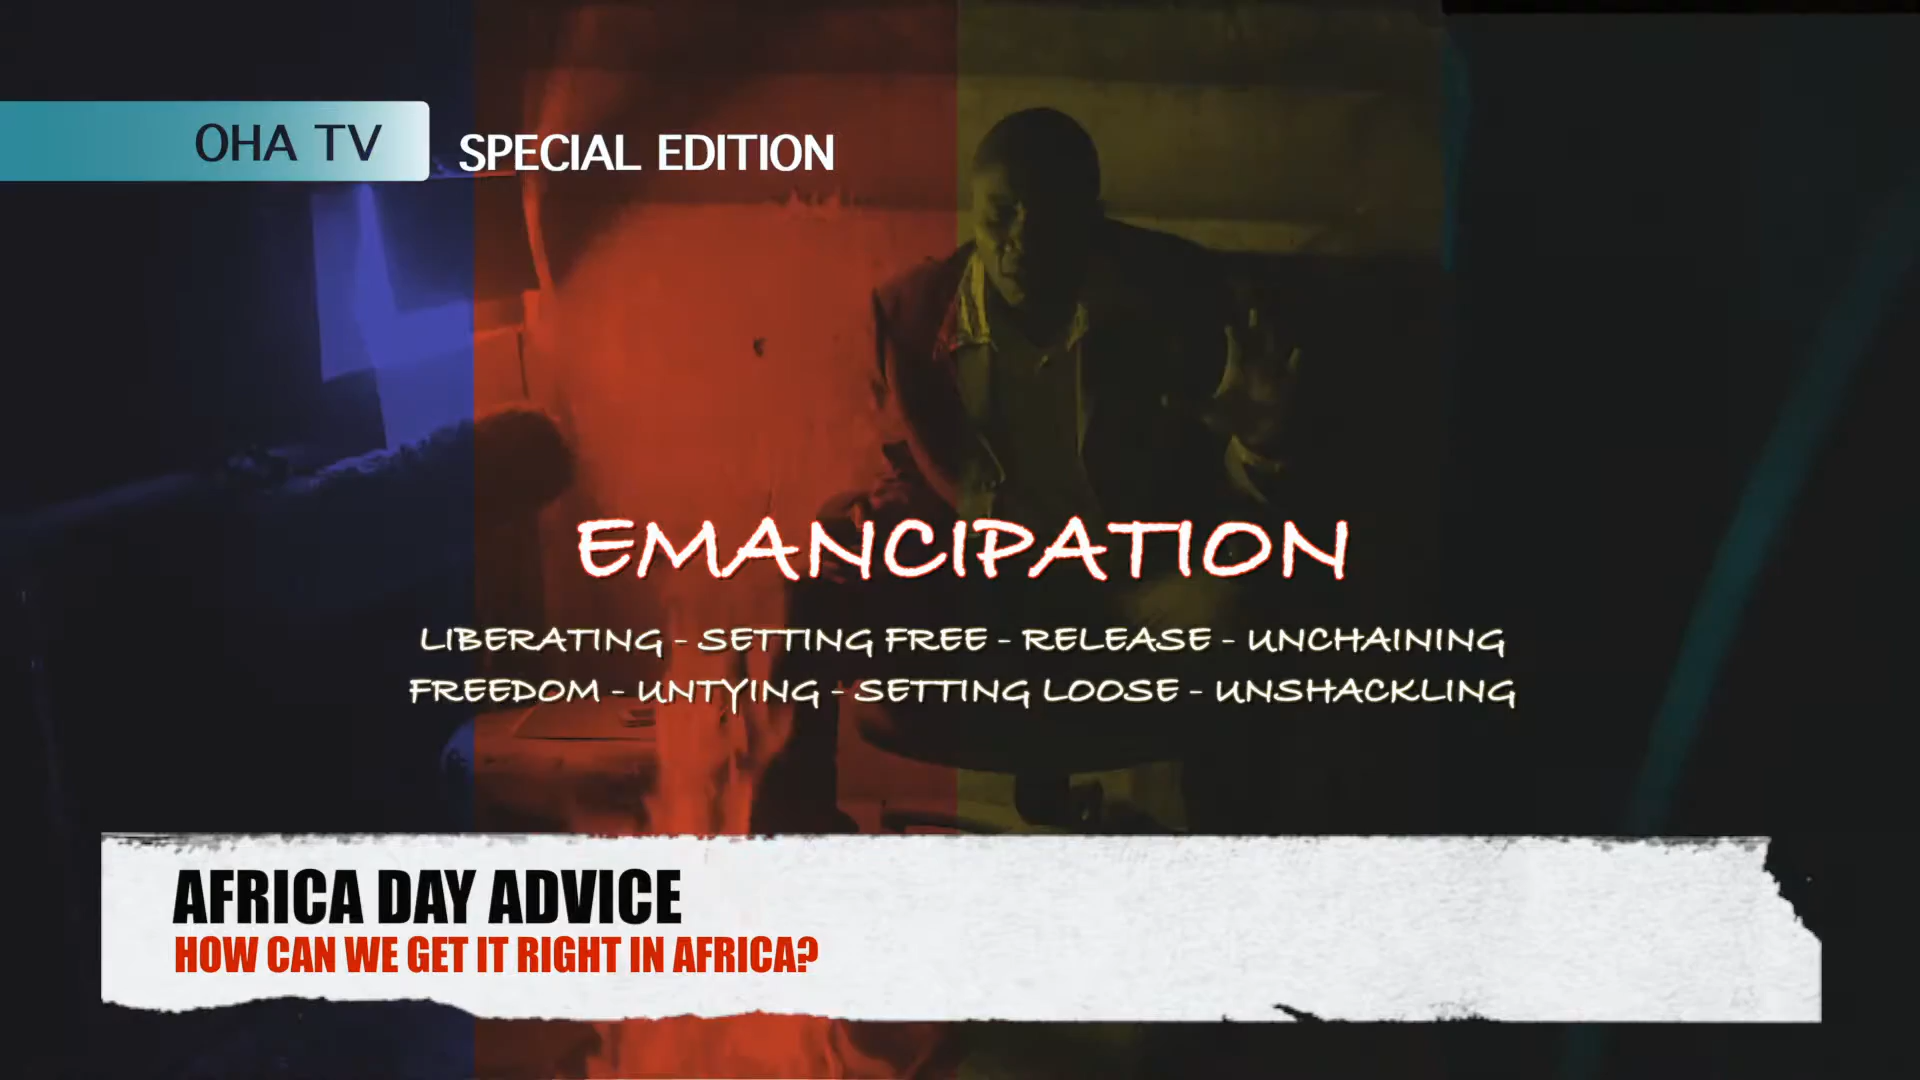 OHA TV
SPECIAL EDITION
EMANCIPATION
LIBERATING - SETTING FREE - RELEASE - UNCHAINING
FREEDOM - UNTYING - SETTING LOOSE - UNSHACKLING
AFRICA DAY ADVICE
HOW CAN WE GET IT RIGHT IN AFRICA?